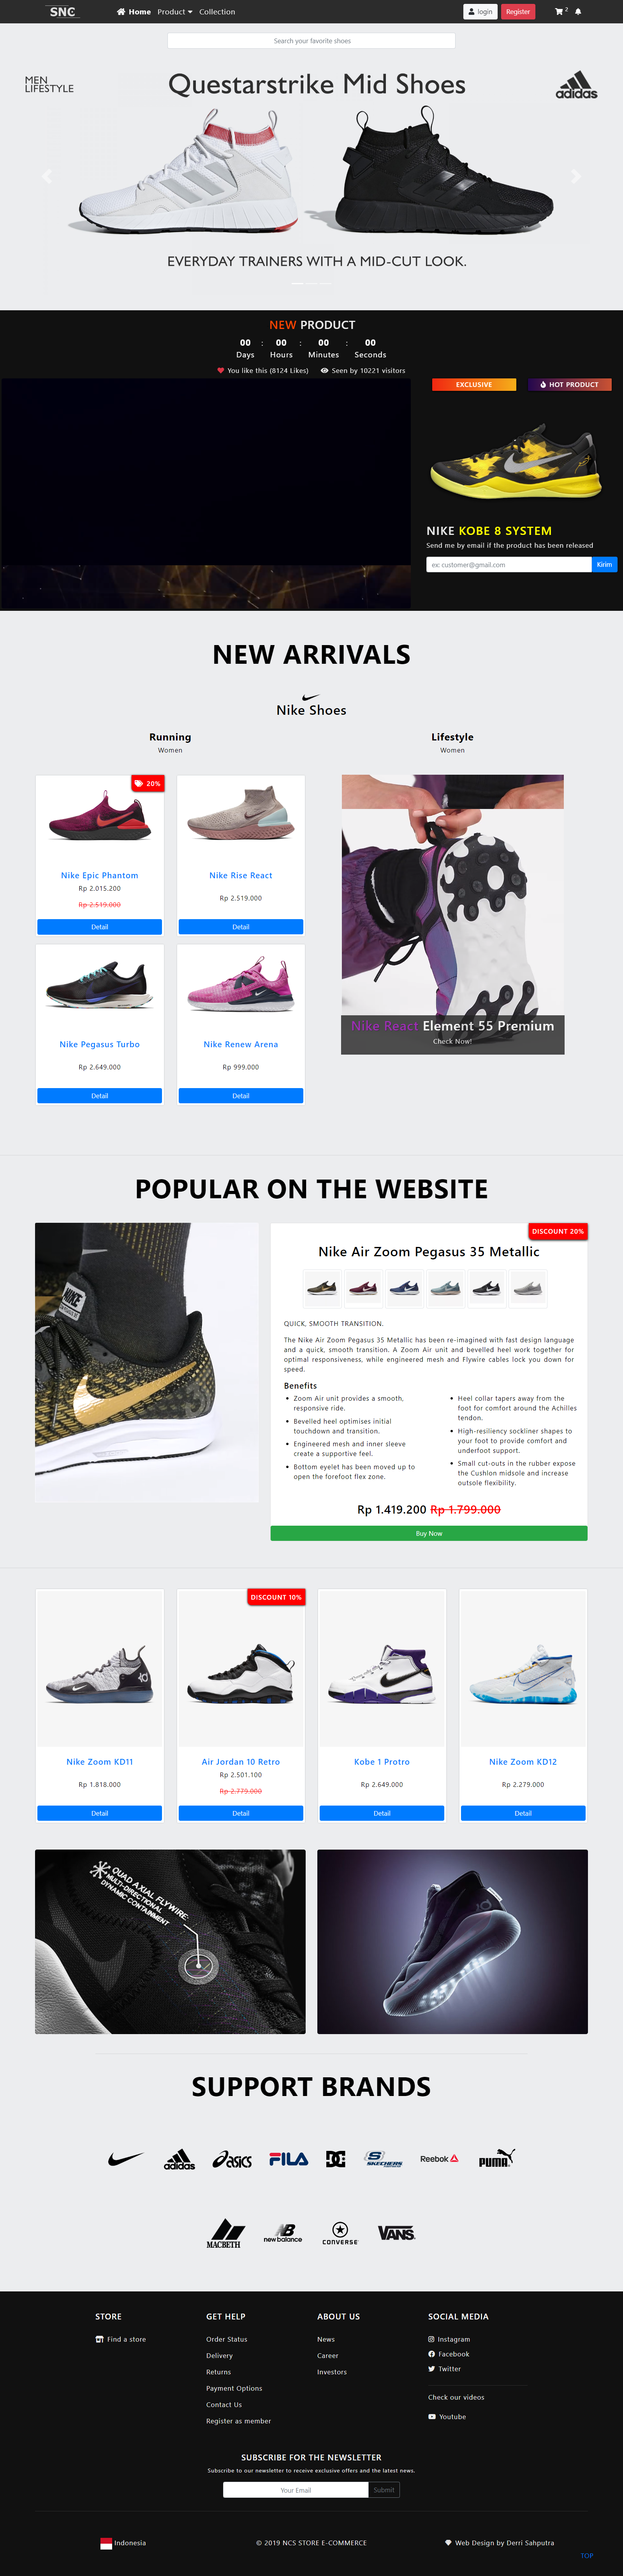 SNC
Home Product Collection
login Register 2
Search your favorite shoes
MEN
LIFESTYLE
Questarstrike Mid Shoes
adidas
EVERYDAY TRAINERS WITH A MID-CUT LOOK.
NEW PRODUCT
00 : 00 : 00 : 00
Days Hours Minutes Seconds
You like this (8124 Likes) Seen by 10221 visitors
EXCLUSIVE HOT PRODUCT
NIKE KOBE 8 SYSTEM
Send me by email if the product has been released
ex: customer@gmail.com Kirim
NEW ARRIVALS
Nike Shoes
Running
Women
Lifestyle
Women
20%
Nike Epic Phantom
Rp 2.015.200
Rp 2.519.000
Detail
Nike Rise React
Rp 2.519.000
Detail
Nike Pegasus Turbo
Rp 2.649.000
Detail
Nike Renew Arena
Rp 999.000
Detail
Nike React Element 55 Premium
Check Now!
POPULAR ON THE WEBSITE
NIKE
DISCOUNT 20%
Nike Air Zoom Pegasus 35 Metallic
QUICK, SMOOTH TRANSITION.
The Nike Air Zoom Pegasus 35 Metallic has been re-imagined with fast design language
and a quick, smooth transition. A Zoom Air unit and bevelled heel work together for
optimal responsiveness, while engineered mesh and Flywire cables lock you down for
speed.
Benefits
Zoom Air unit provides a smooth,
responsive ride.
Bevelled heel optimises initial
touchdown and transition.
Engineered mesh and inner sleeve
create a supportive feel.
Bottom eyelet has been moved up to
open the forefoot flex zone.
Heel collar tapers away from the
foot for comfort around the Achilles
tendon.
High-resiliency sockliner shapes to
your foot to provide comfort and
underfoot support.
Small cut-outs in the rubber expose
the Cushlon midsole and increase
outsole flexibility.
Rp 1.419.200 Rp 1.799.000
Buy Now
Nike Zoom KD11
Rp 1.818.000
Detail
DISCOUNT 10%
Air Jordan 10 Retro
Rp 2.501.100
Rp 2.779.000
Detail
Kobe 1 Protro
Rp 2.649.000
Detail
Nike Zoom KD12
Rp 2.279.000
Detail
QUAD AXIAL FLYWIRE:
MULTI-DIRECTIONAL
DYNAMIC CONTAINMENT
SUPPORT BRANDS
adidas asics FILA DC SKECHERS Reebok PUMA
MACBETH new balance CONVERSE VANS
STORE
Find a store
GET HELP
Order Status
Delivery
Returns
Payment Options
Contact Us
Register as member
ABOUT US
News
Career
Investors
SOCIAL MEDIA
Instagram
Facebook
Twitter
Check our videos
Youtube
SUBSCRIBE FOR THE NEWSLETTER
Subscribe to our newsletter to receive exclusive offers and the latest news.
Your Email Submit
Indonesia © 2019 NCS STORE E-COMMERCE Web Design by Derri Sahputra
TOP